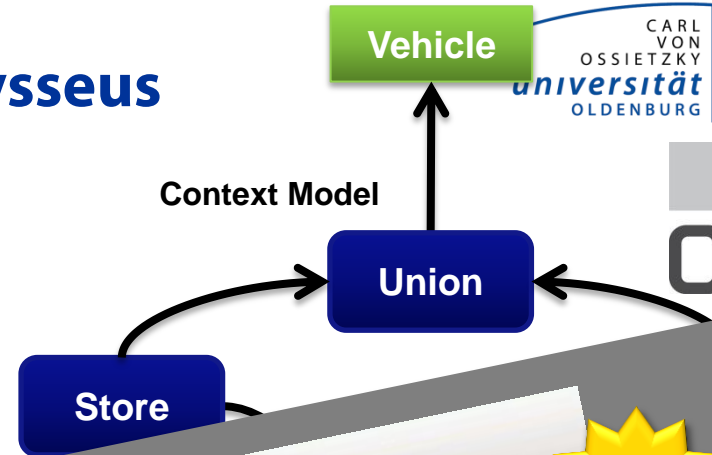 Vehicle
CARL
VON
OSSIETZKY
universität
OLDENBURG
ysseus
Context Model
Union
Store